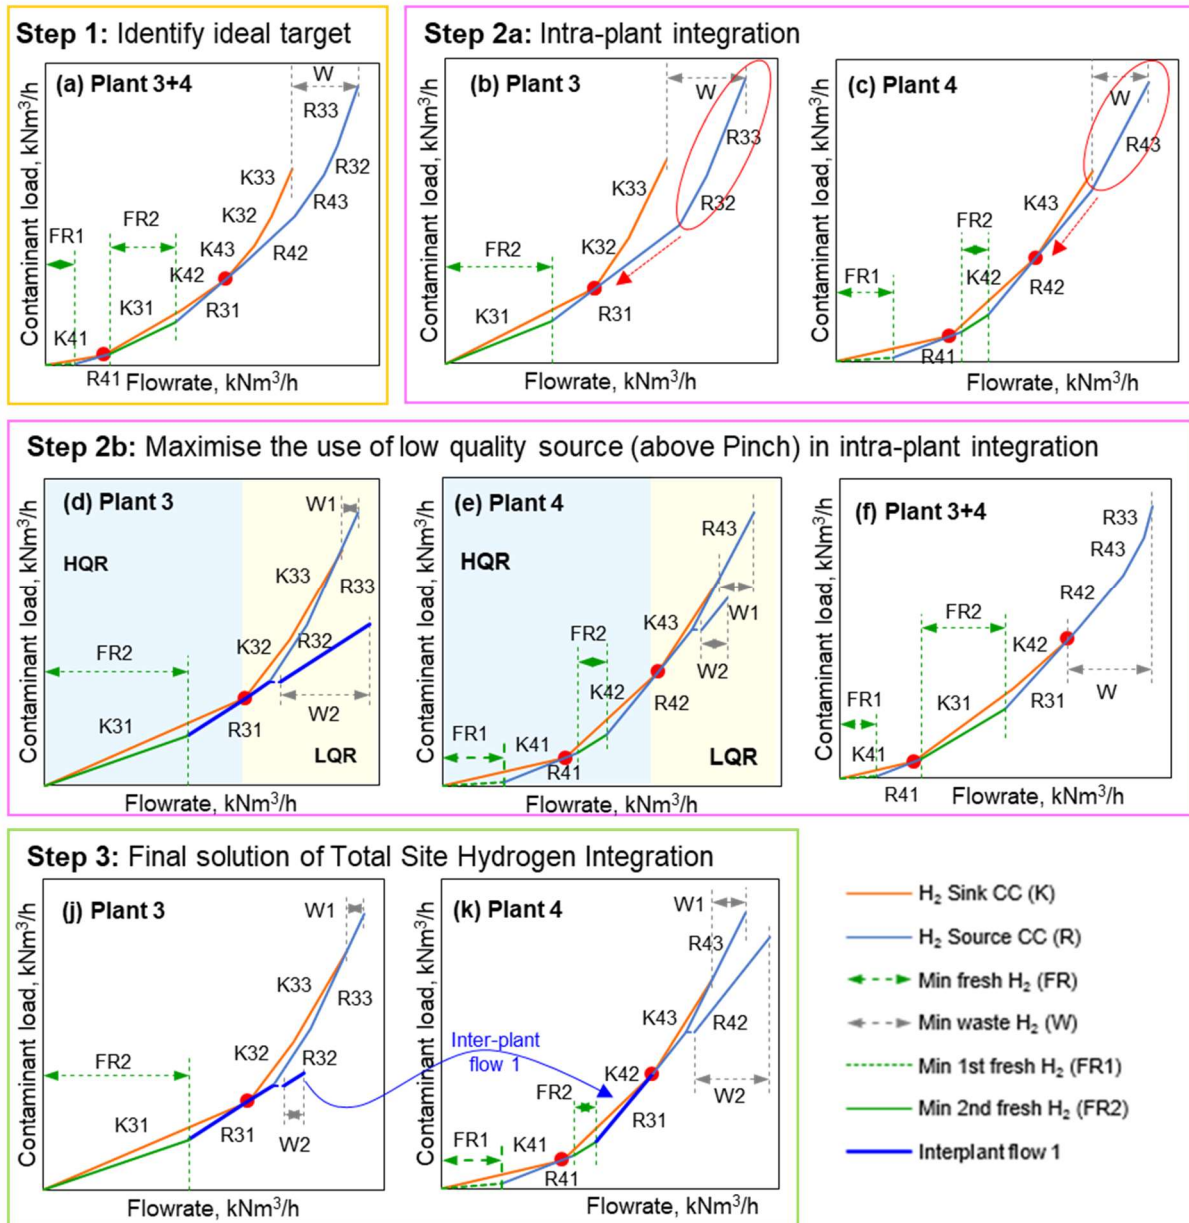 Step 1: Identify ideal target
(a) Plant 3+4
W
R33
R32
R43
K33
K32
K43
R42
K42
R31
FR2
FR1
K31
K41
R41
Contaminant load, kNm³/h
Flowrate, kNm³/h
Step 2a: Intra-plant integration
(b) Plant 3
W
R33
R32
K33
K32
R31
FR2
K31
Contaminant load, kNm³/h
Flowrate, kNm³/h
(c) Plant 4
W
R43
K43
FR2
K42
R42
FR1
R41
Contaminant load, kNm³/h
Flowrate, kNm³/h
Step 2b: Maximise the use of low quality source (above Pinch) in intra-plant integration
(d) Plant 3
W1
HQR
K33
R33
K32
R32
FR2
K31
R31
W2
LQR
Contaminant load, kNm³/h
Flowrate, kNm³/h
(e) Plant 4
R43
HQR
W1
K43
W2
FR2
K42
R42
FR1
K41
R41
LQR
Contaminant load, kNm³/h
Flowrate, kNm³/h
(f) Plant 3+4
R33
R43
R42
FR2
K42
K31
R31
W
FR1
K41
R41
Contaminant load, kNm³/h
Flowrate, kNm³/h
Step 3: Final solution of Total Site Hydrogen Integration
(j) Plant 3
W1
K33
R33
K32
R32
FR2
K31
R31
W2
Contaminant load, kNm³/h
Flowrate, kNm³/h
Inter-plant
flow 1
(k) Plant 4
W1
R43
K43
R42
K42
FR2
R31
W2
FR1
K41
R41
Contaminant load, kNm³/h
Flowrate, kNm³/h
H₂ Sink CC (K)
H₂ Source CC (R)
Min fresh H₂ (FR)
Min waste H₂ (W)
Min 1st fresh H₂ (FR1)
Min 2nd fresh H₂ (FR2)
Interplant flow 1